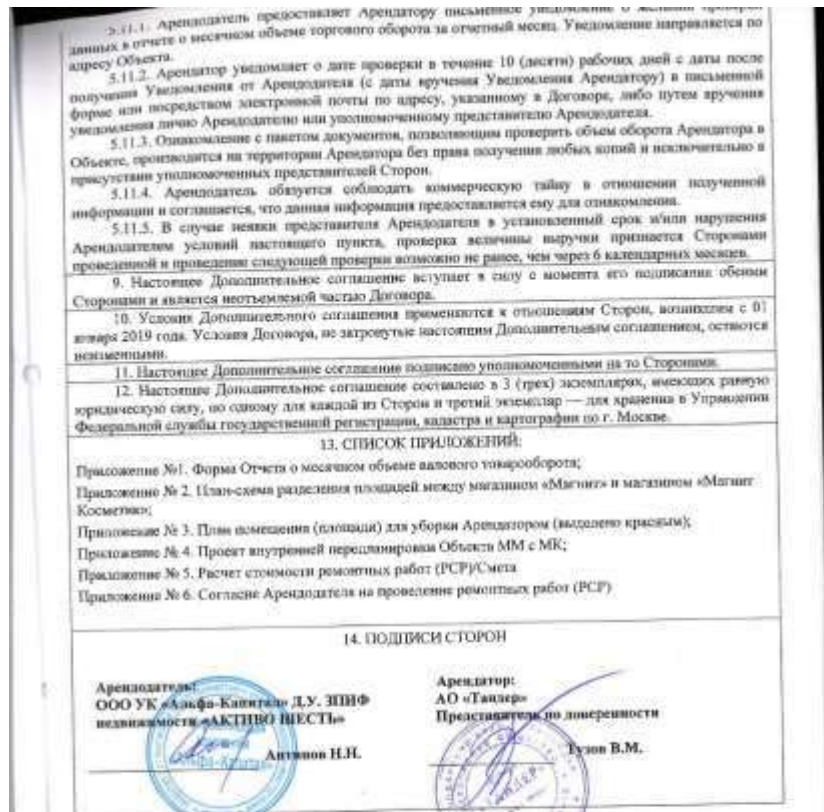 5.11.1. Арендодатель предоставляет Арендатору письменное уведомление о желании проверки
данных в отчете о месячном объеме торгового оборота за отчетный месяц. Уведомление направляется по
адресу Объекта.
5.11.2. Арендатор уведомляет о дате проверки в течение 10 (десяти) рабочих дней с даты после
получения Уведомления от Арендодателя (с даты вручения Уведомления Арендатору) в письменной
форме или посредством электронной почты по адресу, указанному в Договоре, либо путем вручения
уведомления лично Арендодателю или уполномоченному представителю Арендодателя.
5.11.3. Ознакомление с пакетом документов, позволяющим проверить объем оборота Арендатора в
Объекте, производится на территории Арендатора без права получения любых копий и исключительно в
присутствии уполномоченных представителей Сторон.
5.11.4. Арендодатель обязуется соблюдать коммерческую тайну в отношении полученной
информации и соглашается, что данная информация предоставляется ему для ознакомления.
5.11.5. В случае неявки представителя Арендодателя в установленный срок и/или нарушения
Арендодателем условий настоящего пункта, проверка величины выручки признается Сторонами
проведенной и проведение следующей проверки возможно не ранее, чем через 6 календарных месяцев.
9. Настоящее Дополнительное соглашение вступает в силу с момента его подписания обеими
Сторонами и является неотъемлемой частью Договора.
10. Условия Дополнительного соглашения применяются к отношениям Сторон, возникшим с 01
января 2019 года. Условия Договора, не затронутые настоящим Дополнительным соглашением, остаются
неизменными.
11. Настоящее Дополнительное соглашение подписано уполномоченными на то Сторонами.
12. Настоящее Дополнительное соглашение составлено в 3 (трех) экземплярах, имеющих равную
юридическую силу, по одному для каждой из Сторон и третий экземпляр — для хранения в Управлении
Федеральной службы государственной регистрации, кадастра и картографии по г. Москве.
13. СПИСОК ПРИЛОЖЕНИЙ:
Приложение №1. Форма Отчета о месячном объеме валового товарооборота;
Приложение № 2. План-схема разделения площадей между магазином «Магнит» и магазином «Магнит
Косметик»;
Приложение № 3. План помещения (площади) для уборки Арендатором (выделено красным);
Приложение № 4. Проект внутренней перепланировки Объекта ММ с МК;
Приложение № 5. Расчет стоимости ремонтных работ (РСР)/Смета
Приложение № 6. Согласие Арендодателя на проведение ремонтных работ (РСР)
14. ПОДПИСИ СТОРОН
Арендодатель:
ООО УК «Альфа-Капитал» Д.У. ЗПИФ
недвижимости «АКТИВО ШЕСТЬ»
Антипов Н.Н.
«Альфа-Капитал»
Арендатор:
АО «Тандер»
Представитель по доверенности
Тузов В.М.